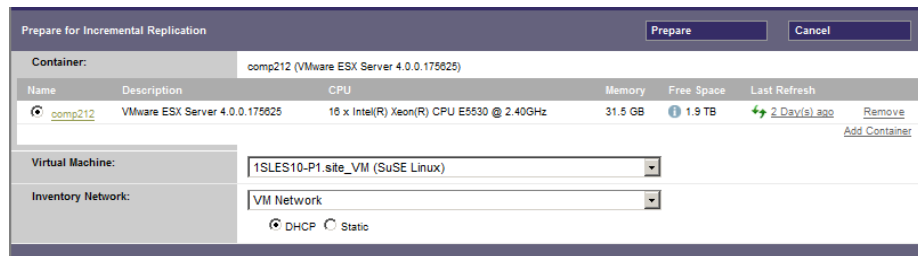 Prepare for Incremental Replication Prepare Cancel
Container: comp212 (VMware ESX Server 4.0.0.175625)
Name Description CPU Memory Free Space Last Refresh
comp212 VMware ESX Server 4.0.0.175625 16 x Intel(R) Xeon(R) CPU E5530 @ 2.40GHz 31.5 GB 1.9 TB 2 Day(s) ago Remove
Add Container
Virtual Machine: 1SLES10-P1.site_VM (SuSE Linux)
Inventory Network: VM Network
DHCP Static